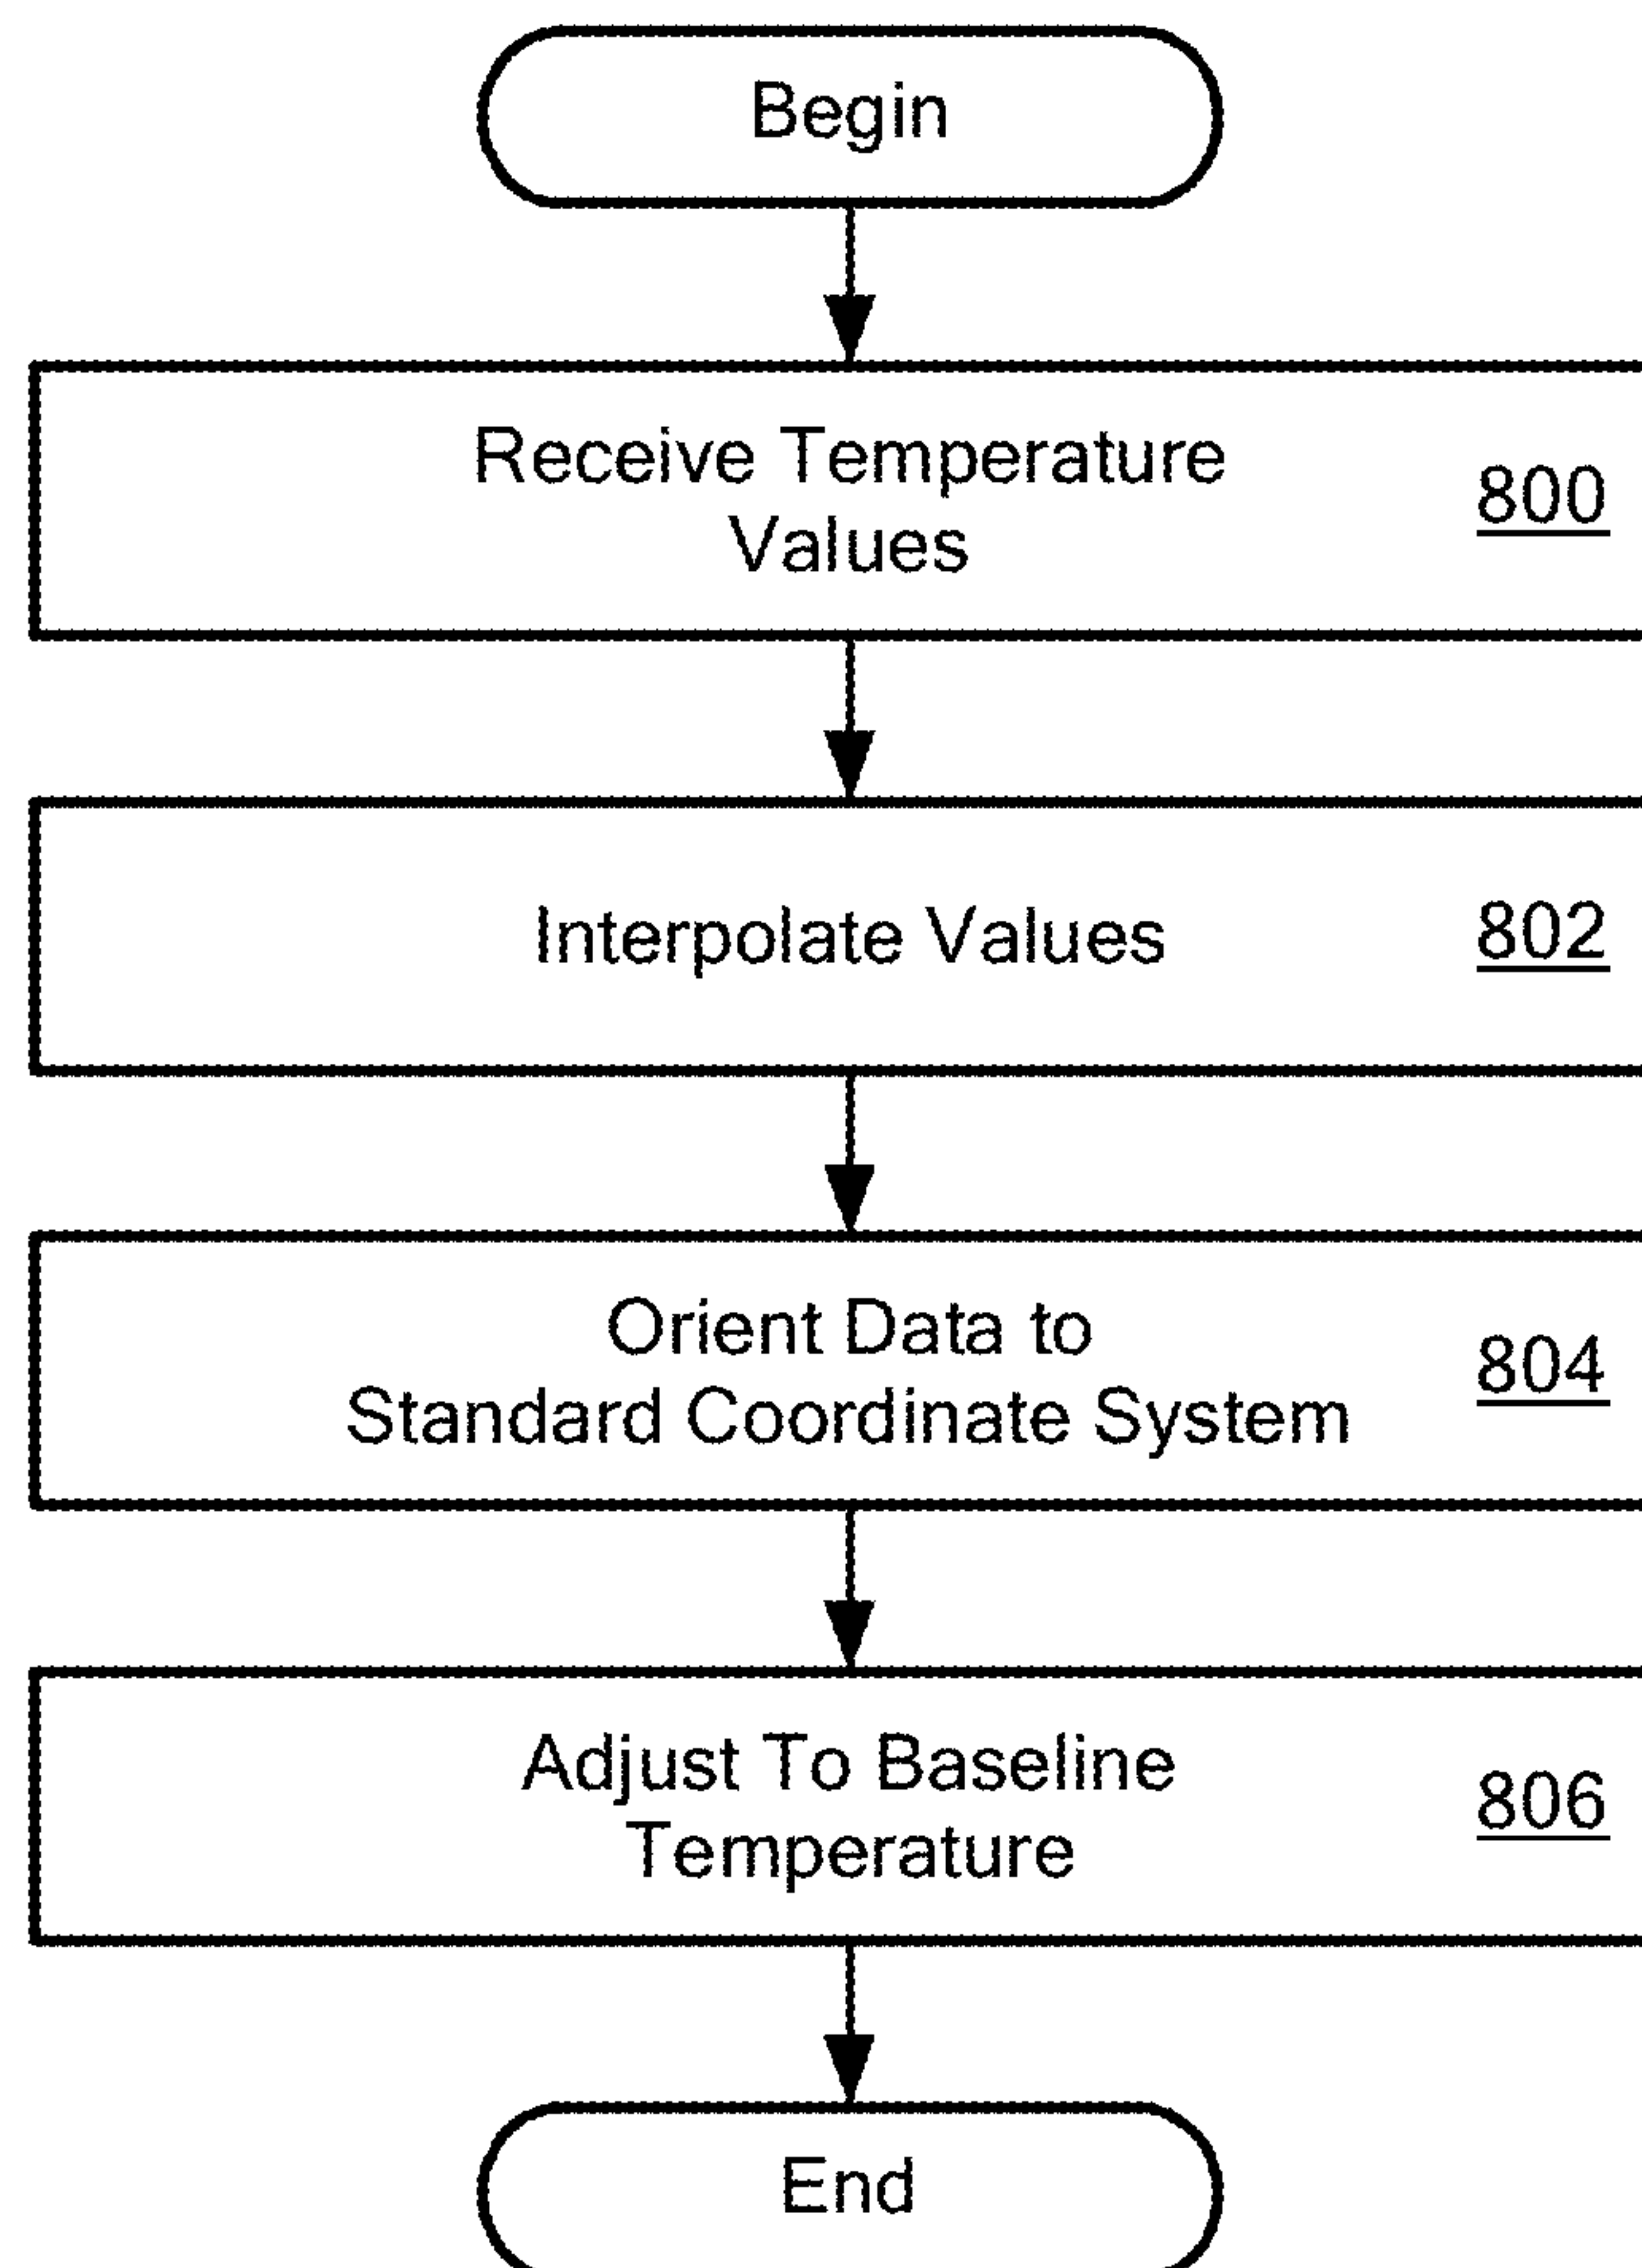 Begin
Receive Temperature
Values
800
Interpolate Values
802
Orient Data to
Standard Coordinate System
804
Adjust To Baseline
Temperature
806
End